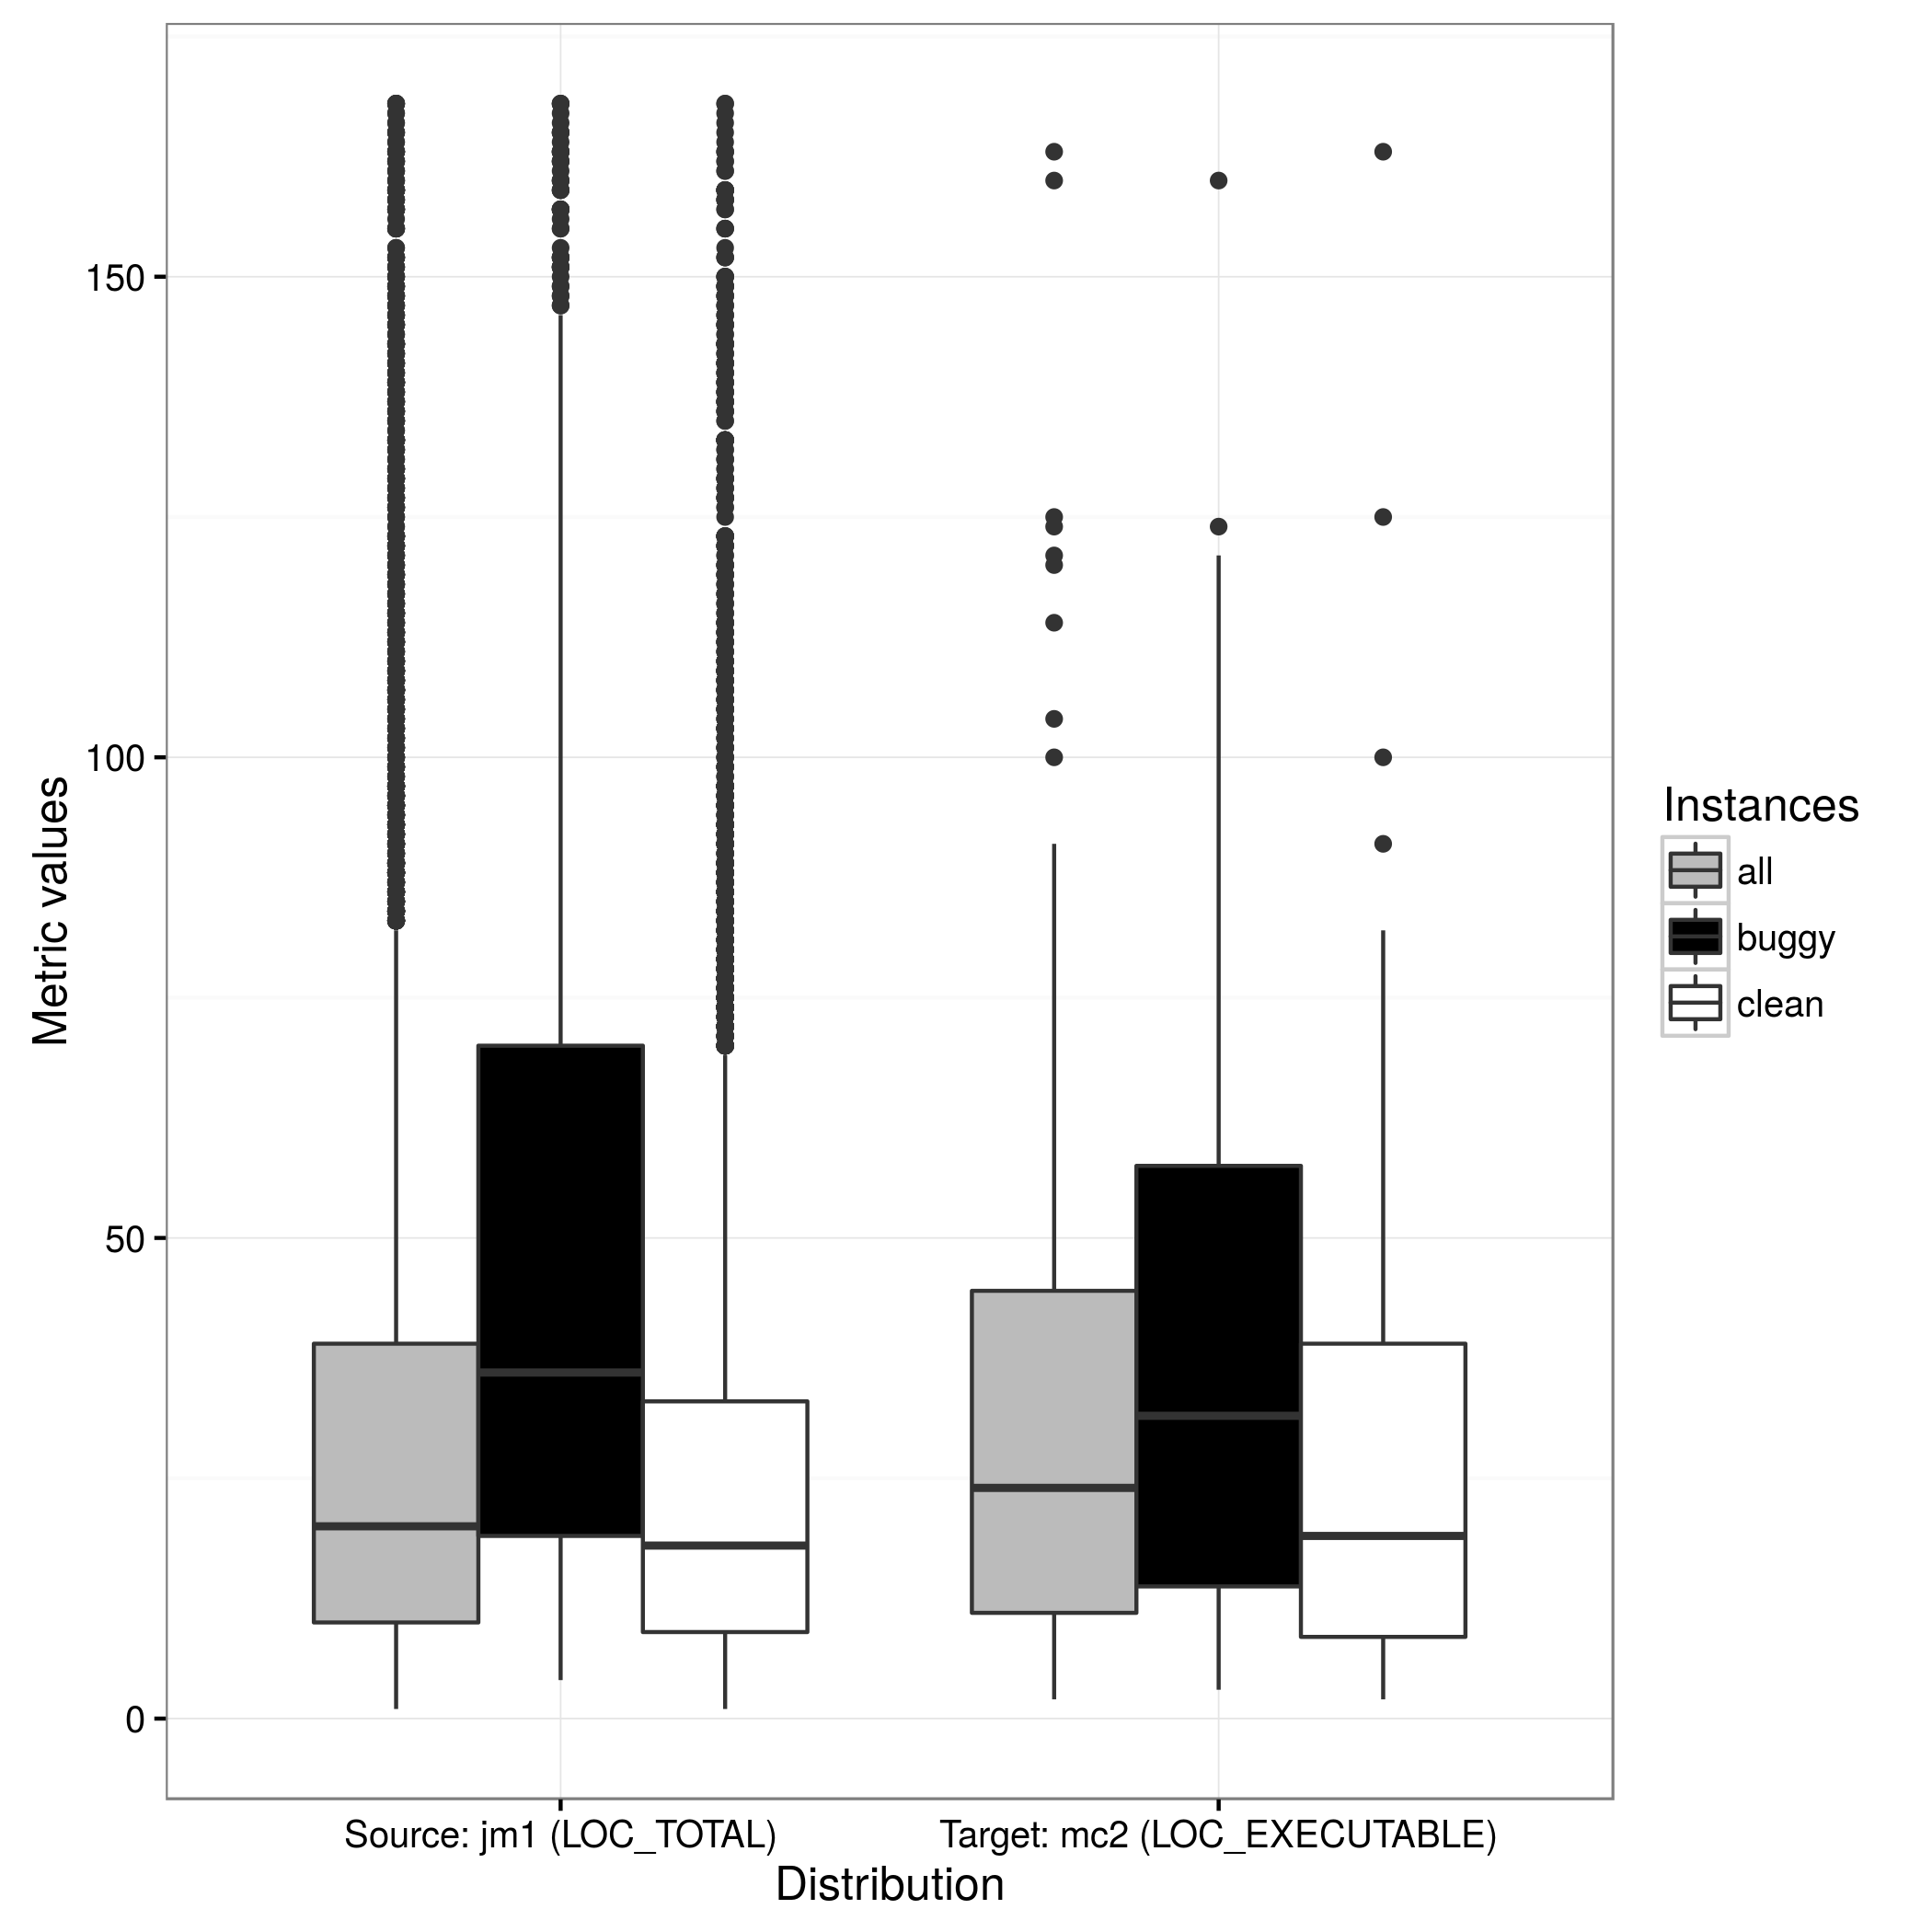 150
100
50
0
Metric values
Source: jm1 (LOC_TOTAL)
Target: mc2 (LOC_EXECUTABLE)
Distribution
Instances
all
buggy
clean